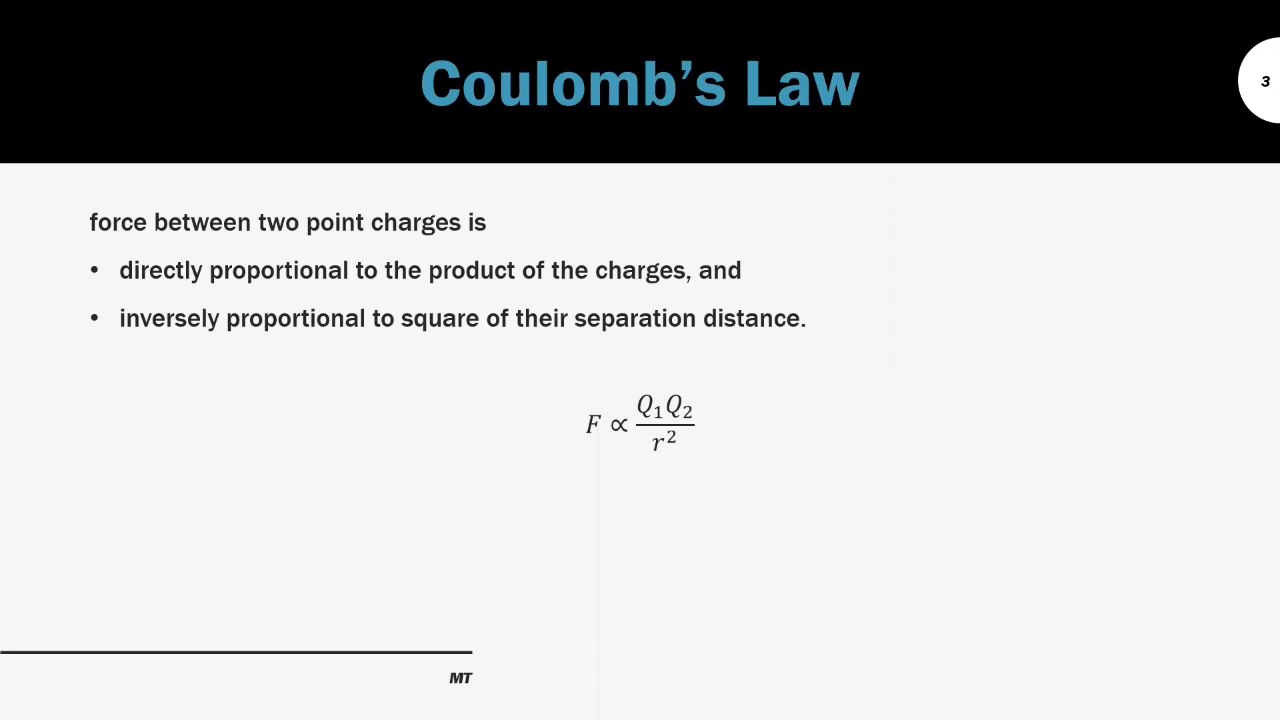 Coulomb’s Law
3
force between two point charges is
• directly proportional to the product of the charges, and
• inversely proportional to square of their separation distance.
F ∝ Q₁Q₂ / r²
MT